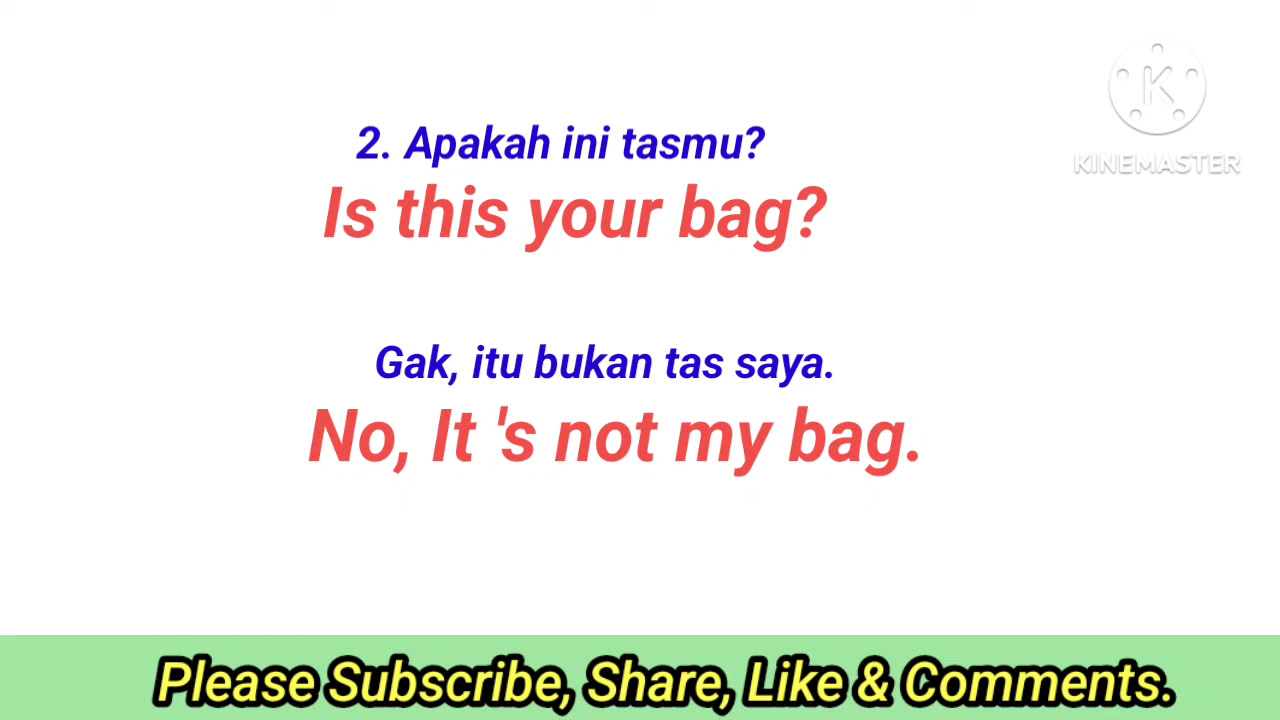 2. Apakah ini tasmu?
Is this your bag?
Gak, itu bukan tas saya.
No, It 's not my bag.
K
KINEMASTER
Please Subscribe, Share, Like & Comments.